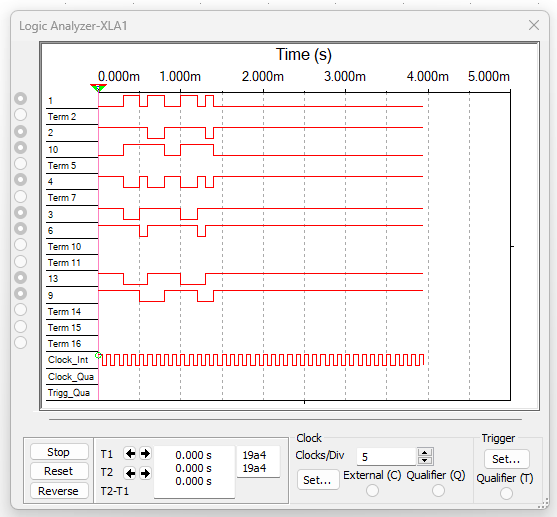 Logic Analyzer-XLA1
Time (s)
0.000m 1.000m 2.000m 3.000m 4.000m 5.000m
1
Term 2
2
10
Term 5
4
Term 7
3
6
Term 10
Term 11
13
9
Term 14
Term 15
Term 16
Clock_Int
Clock_Qua
Trigg_Qua
Stop
Reset
Reverse
T1 0.000 s 19a4
T2 0.000 s 19a4
T2-T1 0.000 s
Clock
Clocks/Div 5
Set... External (C) Qualifier (Q)
Trigger
Set...
Qualifier (T)